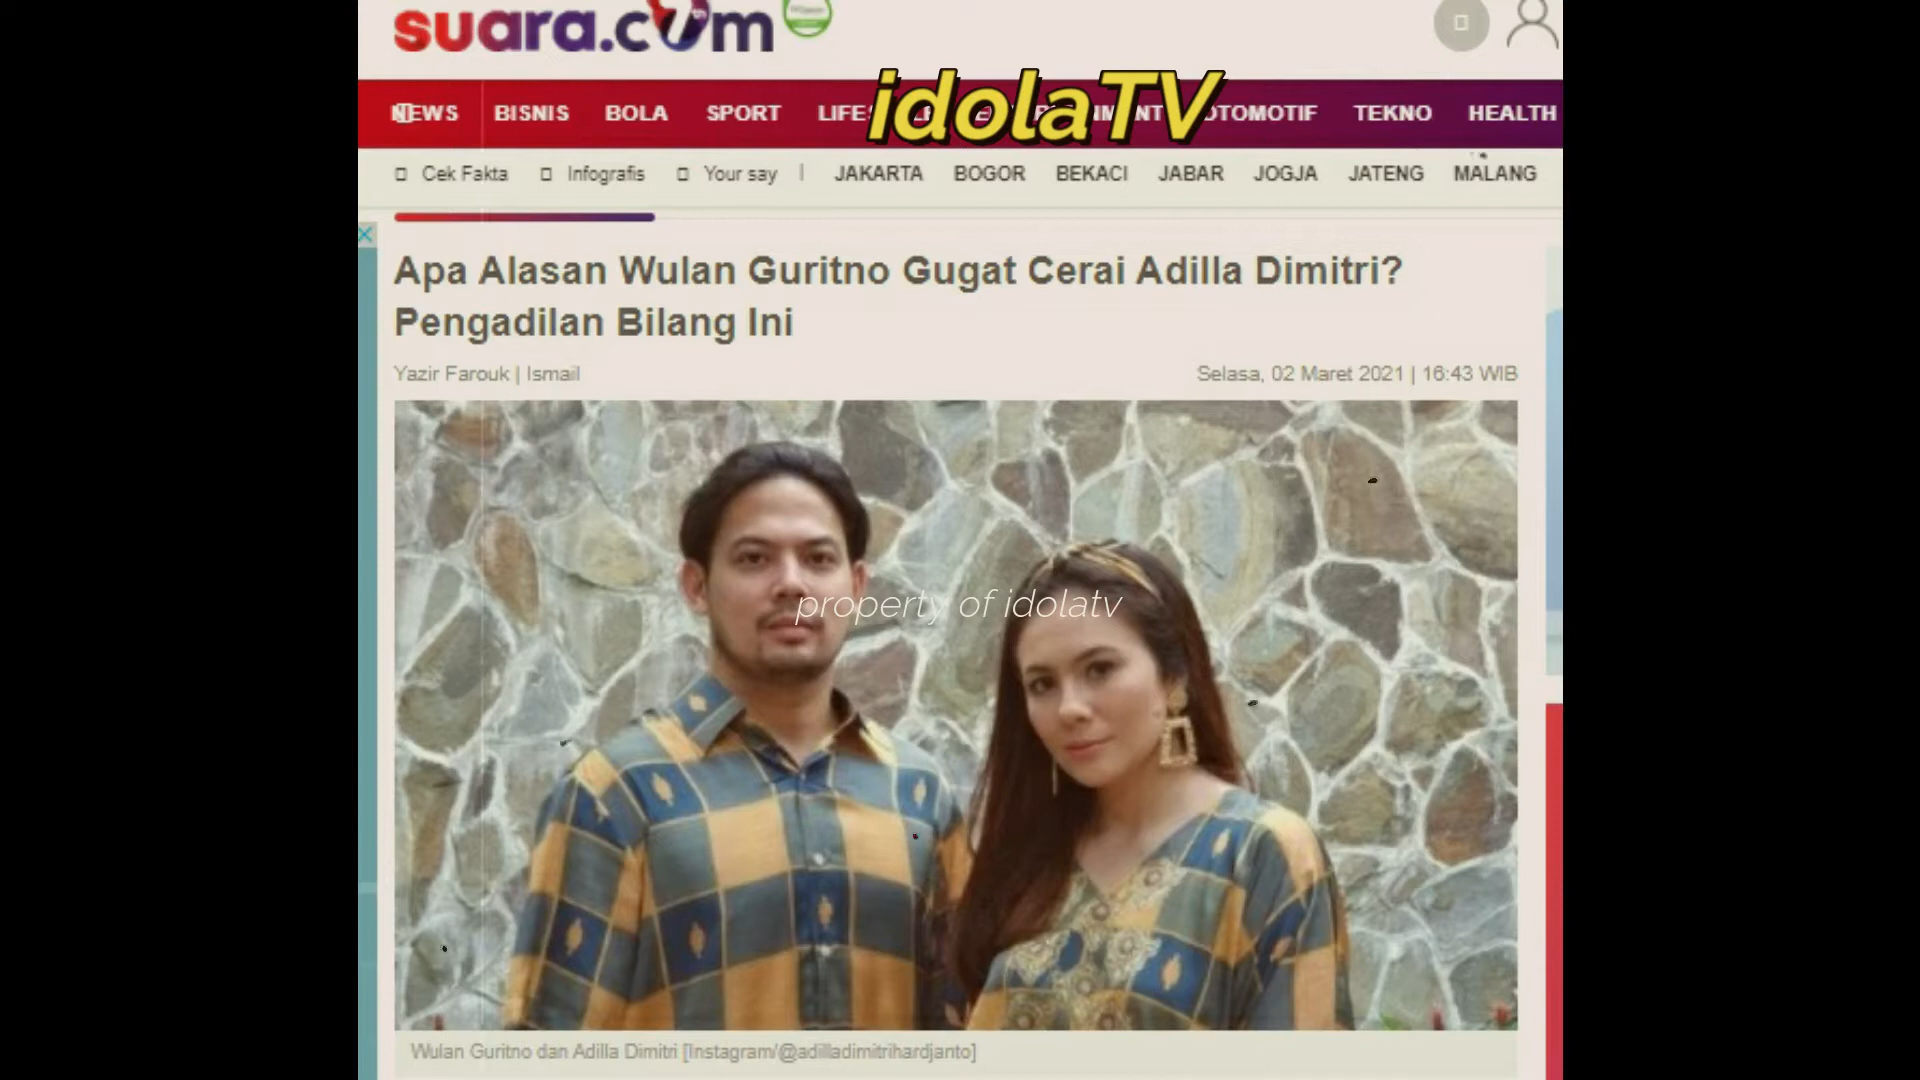 suara.com
idolaTV
NEWS BISNIS BOLA SPORT OTOMOTIF TEKNO HEALTH
Cek Fakta Infografis Your say | JAKARTA BOGOR BEKACI JABAR JOGJA JATENG MALANG
Apa Alasan Wulan Guritno Gugat Cerai Adilla Dimitri?
Pengadilan Bilang Ini
Yazir Farouk | Ismail Selasa, 02 Maret 2021 | 16:43 WIB
property of idolatv
Wulan Guritno dan Adilla Dimitri [Instagram/@adilladimitrihardjanto]